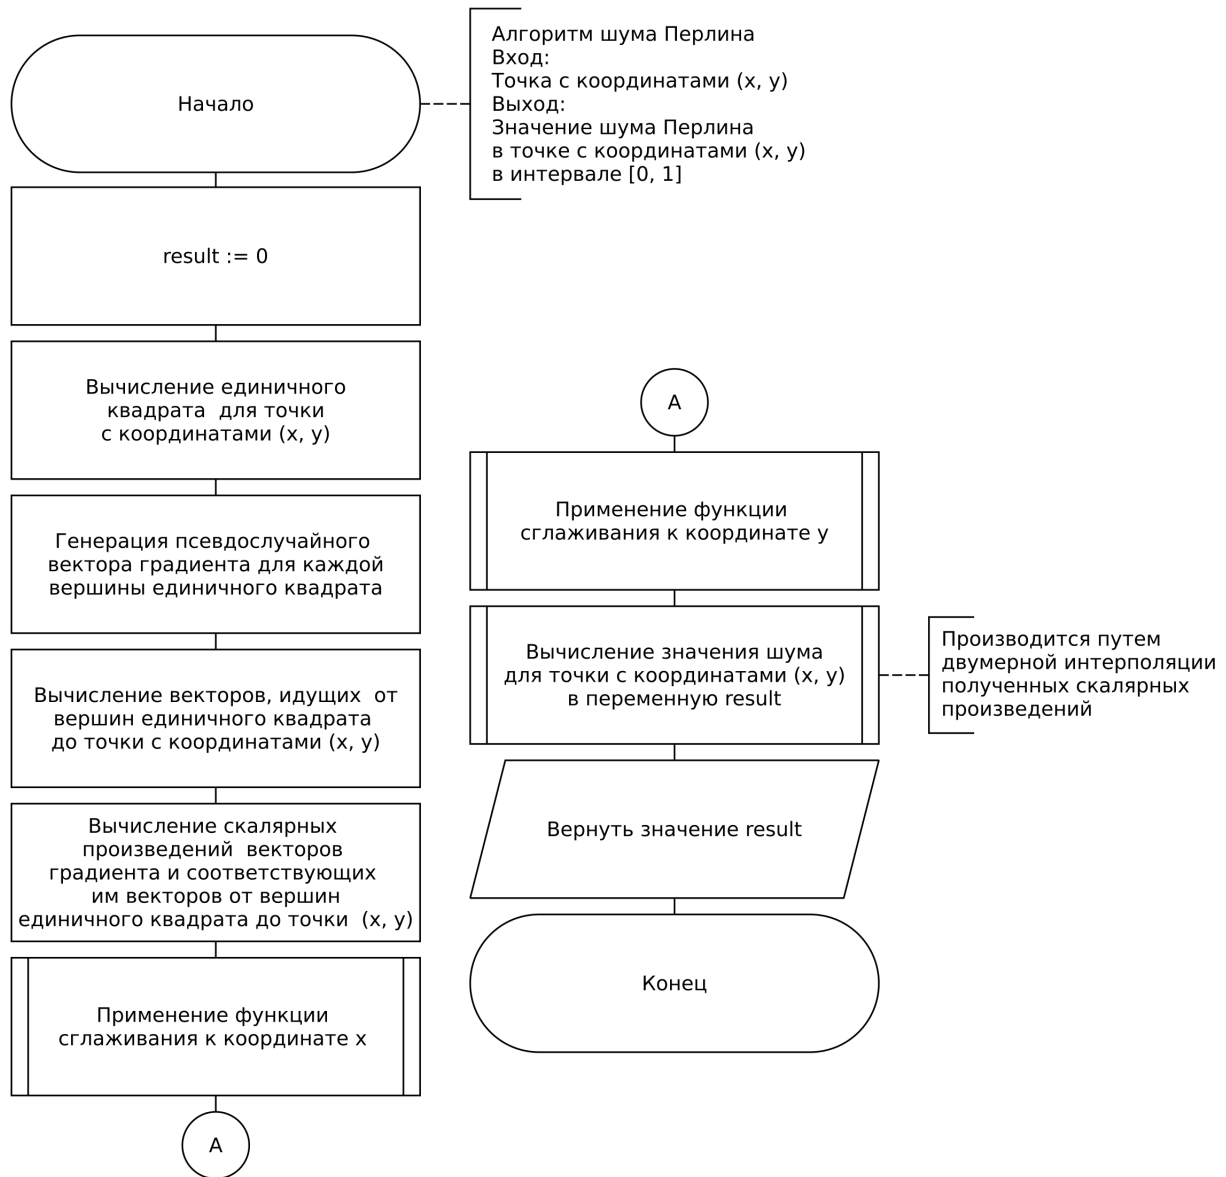 Начало
Алгоритм шума Перлина
Вход:
Точка с координатами (x, y)
Выход:
Значение шума Перлина
в точке с координатами (x, y)
в интервале [0, 1]
result := 0
Вычисление единичного
квадрата для точки
с координатами (x, y)
Генерация псевдослучайного
вектора градиента для каждой
вершины единичного квадрата
Вычисление векторов, идущих от
вершин единичного квадрата
до точки с координатами (x, y)
Вычисление скалярных
произведений векторов
градиента и соответствующих
им векторов от вершин
единичного квадрата до точки (x, y)
Применение функции
сглаживания к координате x
A
A
Применение функции
сглаживания к координате y
Вычисление значения шума
для точки с координатами (x, y)
в переменную result
Производится путем
двумерной интерполяции
полученных скалярных
произведений
Вернуть значение result
Конец